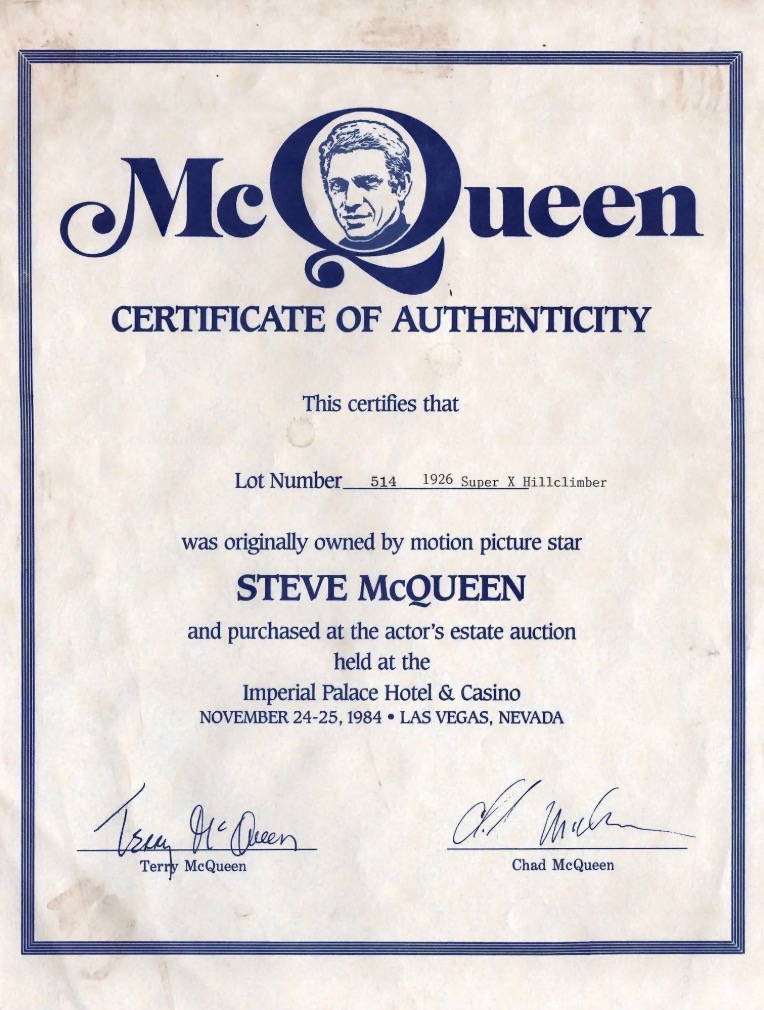 McQueen
CERTIFICATE OF AUTHENTICITY
This certifies that
Lot Number 514 1926 Super X Hillclimber
was originally owned by motion picture star
STEVE McQUEEN
and purchased at the actor's estate auction
held at the
Imperial Palace Hotel & Casino
NOVEMBER 24-25, 1984 • LAS VEGAS, NEVADA
Terry McQueen Chad McQueen
Terry McQueen Chad McQueen